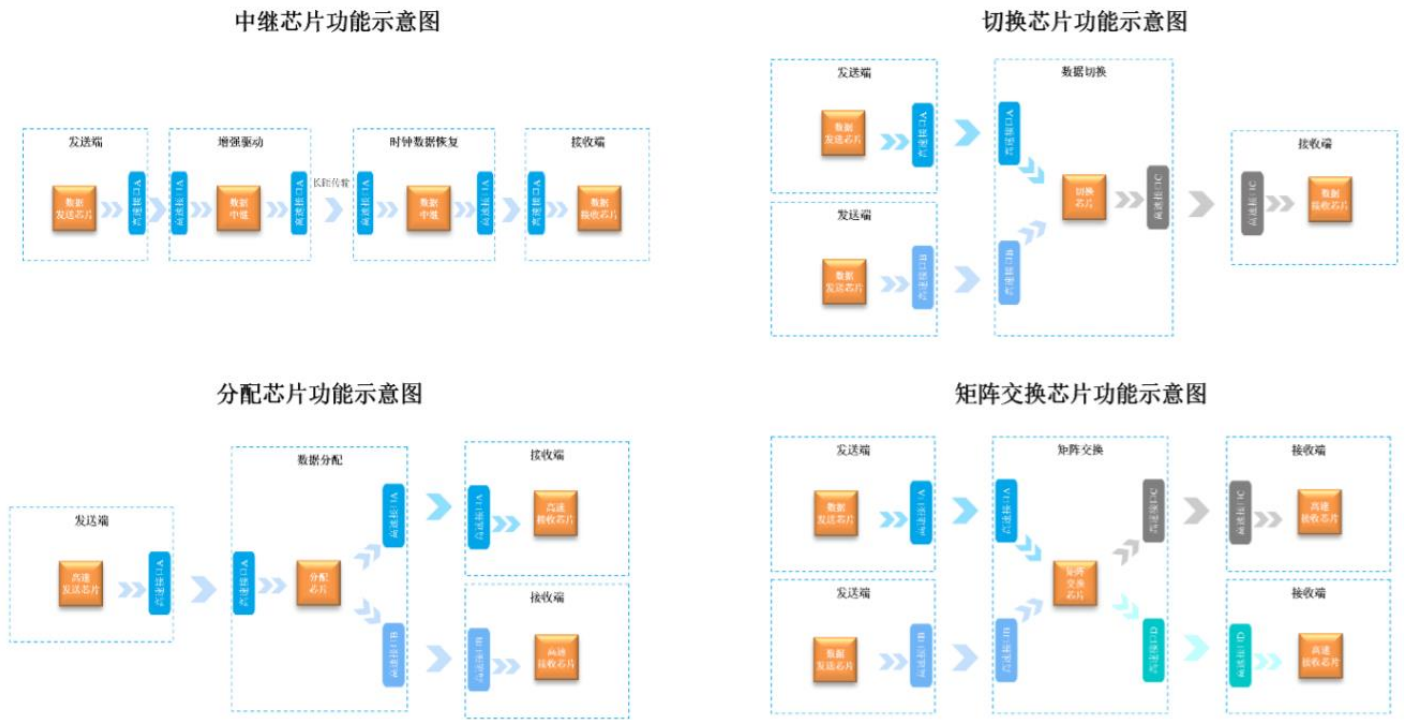 中继芯片功能示意图
发送端
数据
发送芯片
高速接口A
高速接口A
增强驱动
数据
中继
高速接口A
长距传输
高速接口A
时钟数据恢复
数据
中继
高速接口A
高速接口A
接收端
数据
接收芯片
切换芯片功能示意图
发送端
数据
发送芯片
高速接口A
发送端
数据
发送芯片
高速接口B
数据切换
高速接口A
高速接口B
切换
芯片
高速接口C
接收端
高速接口C
数据
接收芯片
分配芯片功能示意图
发送端
高速
发送芯片
高速接口A
数据分配
高速接口A
分配
芯片
高速接口A
高速接口B
接收端
高速接口A
高速
接收芯片
接收端
高速接口B
高速
接收芯片
矩阵交换芯片功能示意图
发送端
数据
发送芯片
高速接口A
发送端
数据
发送芯片
高速接口B
矩阵交换
高速接口A
高速接口B
矩阵
交换
芯片
高速接口C
高速接口D
接收端
高速接口C
高速
接收芯片
接收端
高速接口D
高速
接收芯片